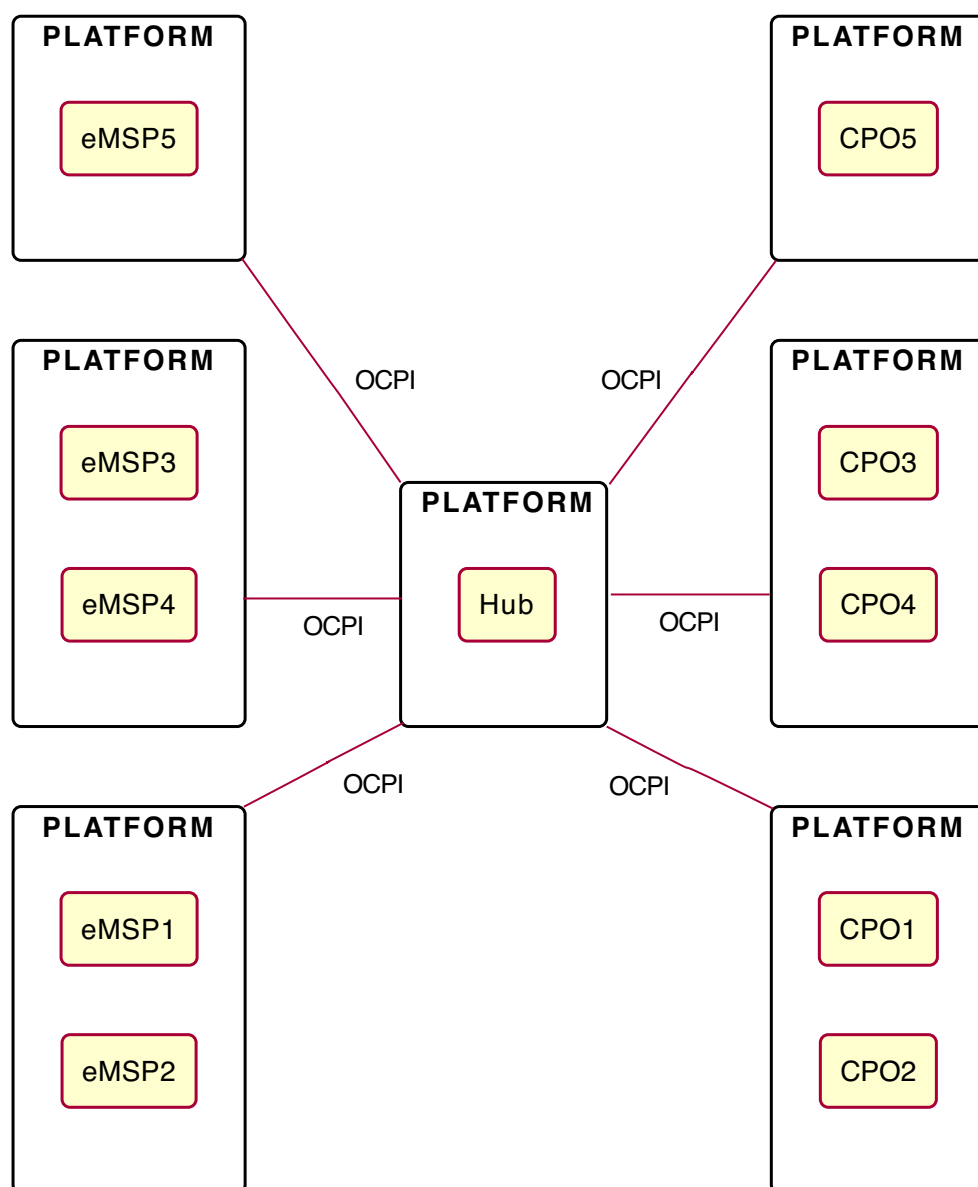 PLATFORM
eMSP5
PLATFORM
CPO5
OCPI
OCPI
PLATFORM
eMSP3
eMSP4
PLATFORM
Hub
PLATFORM
CPO3
CPO4
OCPI
OCPI
OCPI
OCPI
PLATFORM
eMSP1
eMSP2
PLATFORM
CPO1
CPO2